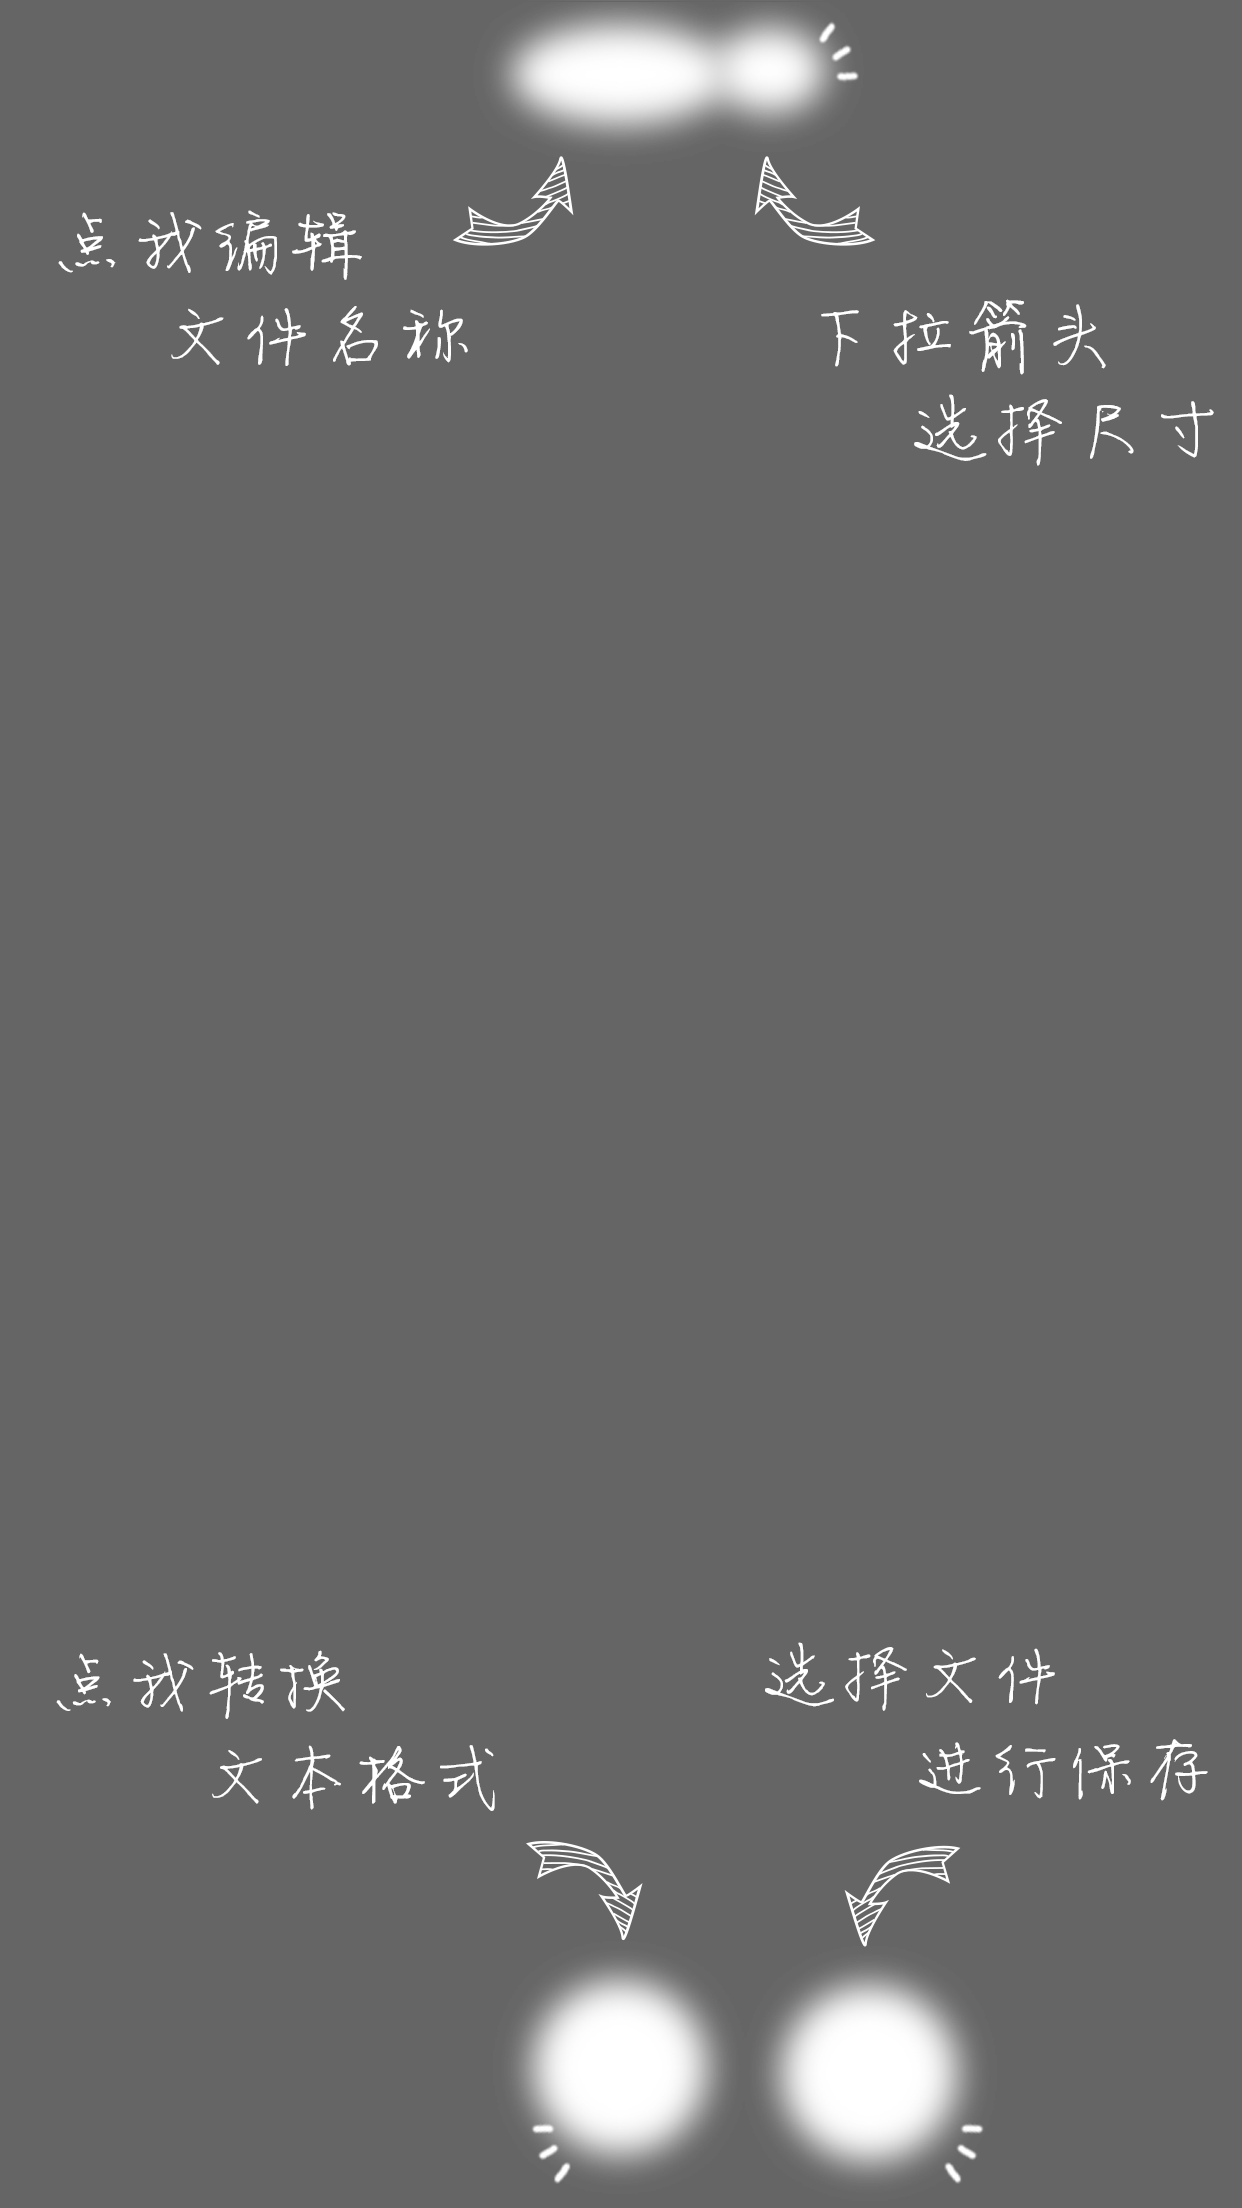 点我编辑
文件名称
下拉箭头
选择尺寸
点我转换
文本格式
选择文件
进行保存